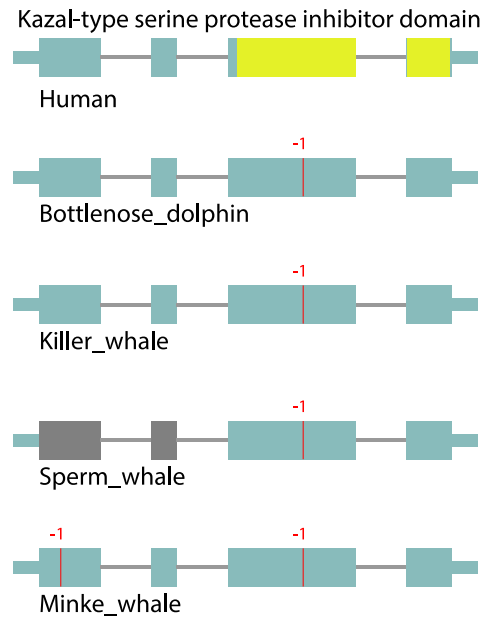 Kazal-type serine protease inhibitor domain
Human
-1
Bottlenose_dolphin
-1
Killer_whale
-1
Sperm_whale
-1 -1
Minke_whale